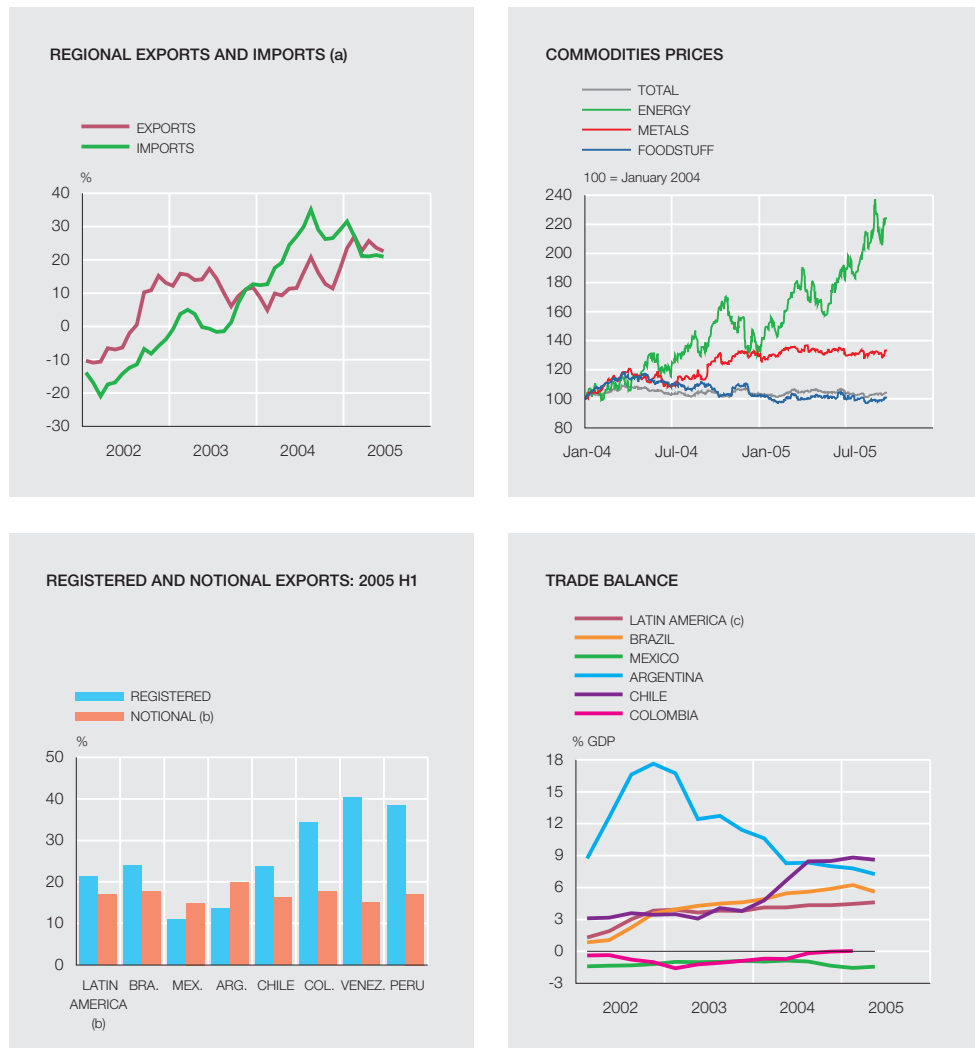 REGIONAL EXPORTS AND IMPORTS (a)
EXPORTS
IMPORTS
%
40
30
20
10
0
-10
-20
-30
2002 2003 2004 2005
COMMODITIES PRICES
TOTAL
ENERGY
METALS
FOODSTUFF
100 = January 2004
240
220
200
180
160
140
120
100
80
Jan-04 Jul-04 Jan-05 Jul-05
REGISTERED AND NOTIONAL EXPORTS: 2005 H1
REGISTERED
NOTIONAL (b)
%
50
40
30
20
10
0
LATIN AMERICA (b) BRA. MEX. ARG. CHILE COL. VENEZ. PERU
TRADE BALANCE
LATIN AMERICA (c)
BRAZIL
MEXICO
ARGENTINA
CHILE
COLOMBIA
% GDP
18
15
12
9
6
3
0
-3
2002 2003 2004 2005